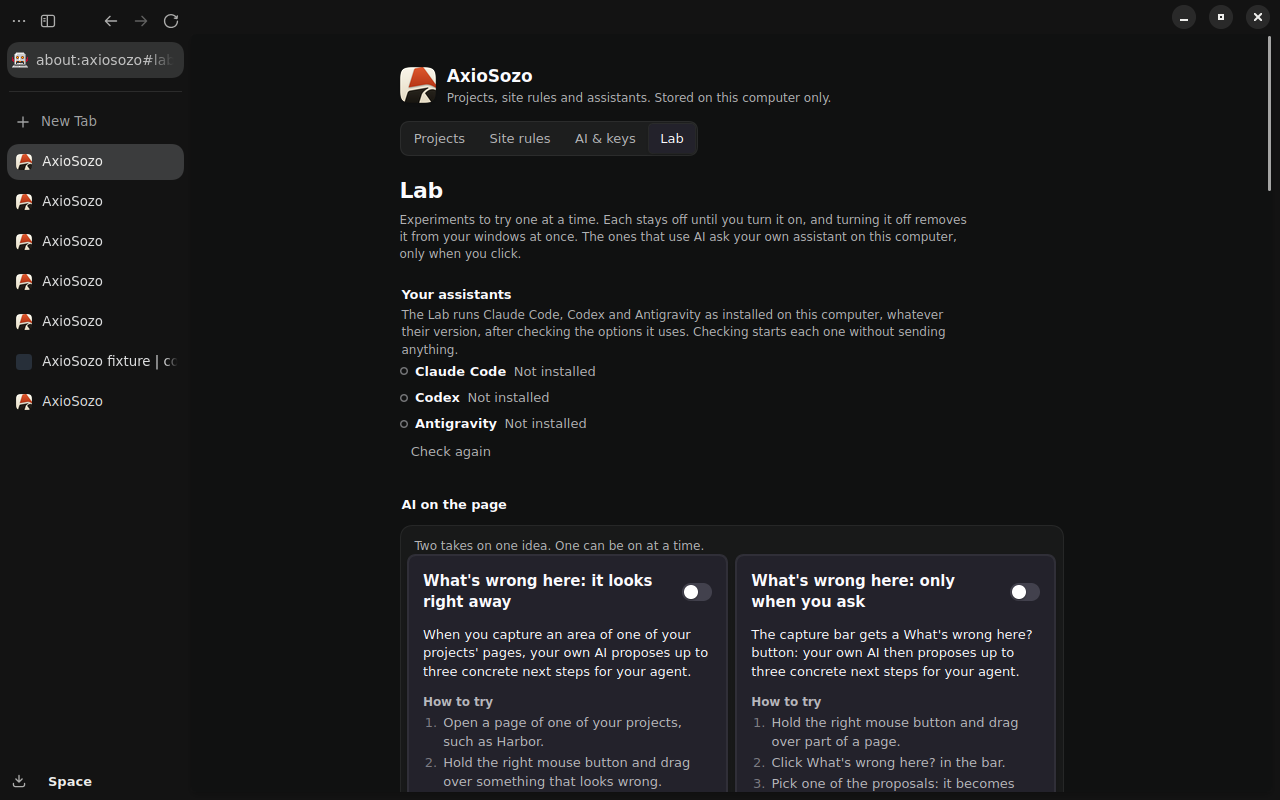 about:axiosozo#lab
New Tab
AxioSozo
AxioSozo
AxioSozo
AxioSozo
AxioSozo
AxioSozo fixture | co
AxioSozo
Space
AxioSozo
Projects, site rules and assistants. Stored on this computer only.
Projects
Site rules
AI & keys
Lab
Lab
Experiments to try one at a time. Each stays off until you turn it on, and turning it off removes
it from your windows at once. The ones that use AI ask your own assistant on this computer,
only when you click.
Your assistants
The Lab runs Claude Code, Codex and Antigravity as installed on this computer, whatever
their version, after checking the options it uses. Checking starts each one without sending
anything.
Claude Code Not installed
Codex Not installed
Antigravity Not installed
Check again
AI on the page
Two takes on one idea. One can be on at a time.
What's wrong here: it looks
right away
When you capture an area of one of your
projects' pages, your own AI proposes up to
three concrete next steps for your agent.
How to try
1. Open a page of one of your projects,
such as Harbor.
2. Hold the right mouse button and drag
over something that looks wrong.
What's wrong here: only
when you ask
The capture bar gets a What's wrong here?
button: your own AI then proposes up to
three concrete next steps for your agent.
How to try
1. Hold the right mouse button and drag
over part of a page.
2. Click What's wrong here? in the bar.
3. Pick one of the proposals: it becomes